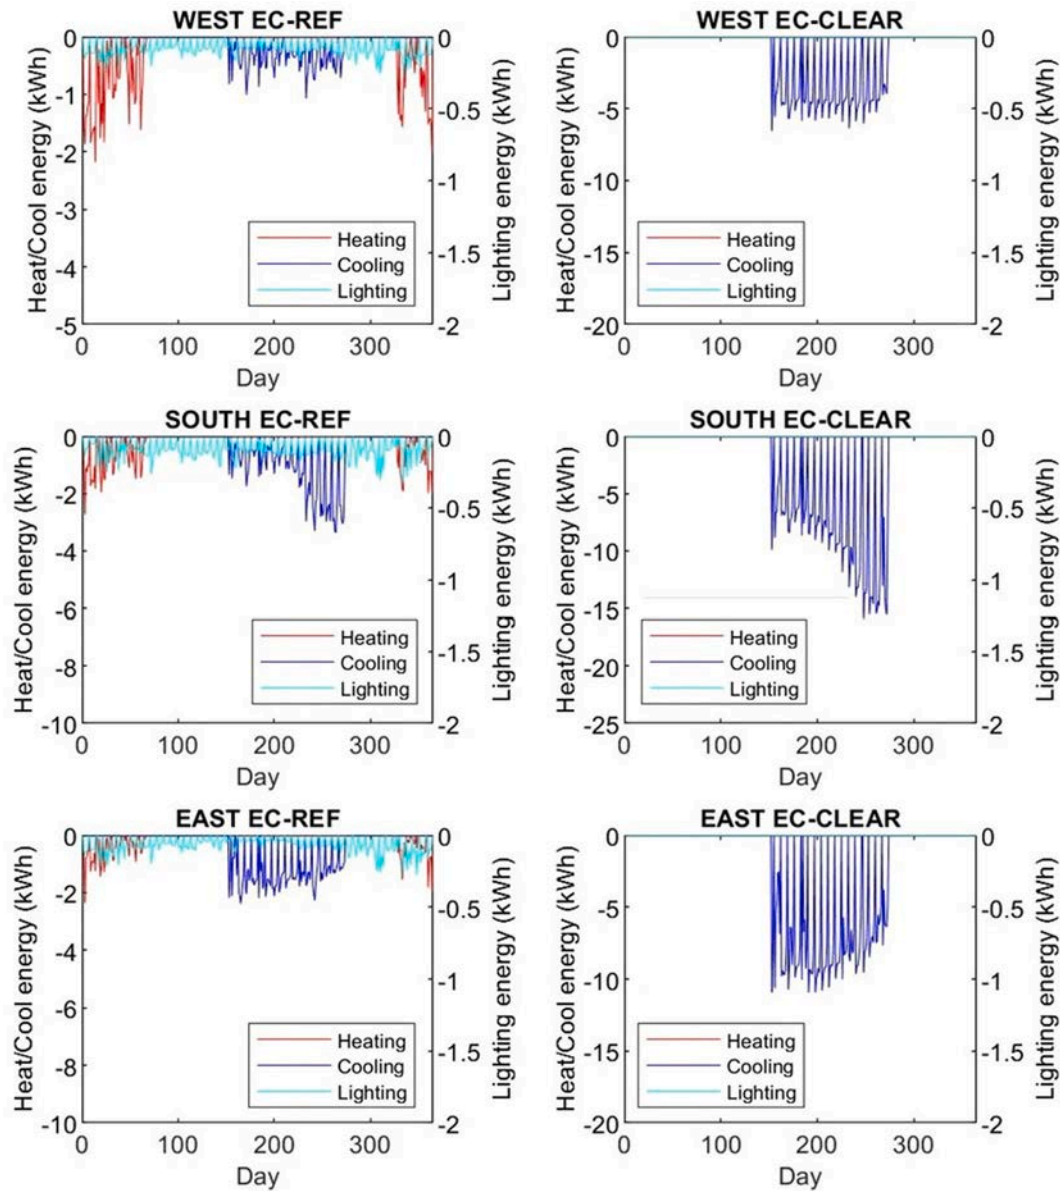 WEST EC-REF
0
-1
-2
-3
-4
-5
Heat/Cool energy (kWh)
0
-0.5
-1
-1.5
-2
Lighting energy (kWh)
Heating
Cooling
Lighting
0 100 200 300
Day
WEST EC-CLEAR
0
-5
-10
-15
-20
Heat/Cool energy (kWh)
0
-0.5
-1
-1.5
-2
Lighting energy (kWh)
Heating
Cooling
Lighting
0 100 200 300
Day
SOUTH EC-REF
0
-2
-4
-6
-8
-10
Heat/Cool energy (kWh)
0
-0.5
-1
-1.5
-2
Lighting energy (kWh)
Heating
Cooling
Lighting
0 100 200 300
Day
SOUTH EC-CLEAR
0
-5
-10
-15
-20
-25
Heat/Cool energy (kWh)
0
-0.5
-1
-1.5
-2
Lighting energy (kWh)
Heating
Cooling
Lighting
0 100 200 300
Day
EAST EC-REF
0
-2
-4
-6
-8
-10
Heat/Cool energy (kWh)
0
-0.5
-1
-1.5
-2
Lighting energy (kWh)
Heating
Cooling
Lighting
0 100 200 300
Day
EAST EC-CLEAR
0
-5
-10
-15
-20
Heat/Cool energy (kWh)
0
-0.5
-1
-1.5
-2
Lighting energy (kWh)
Heating
Cooling
Lighting
0 100 200 300
Day